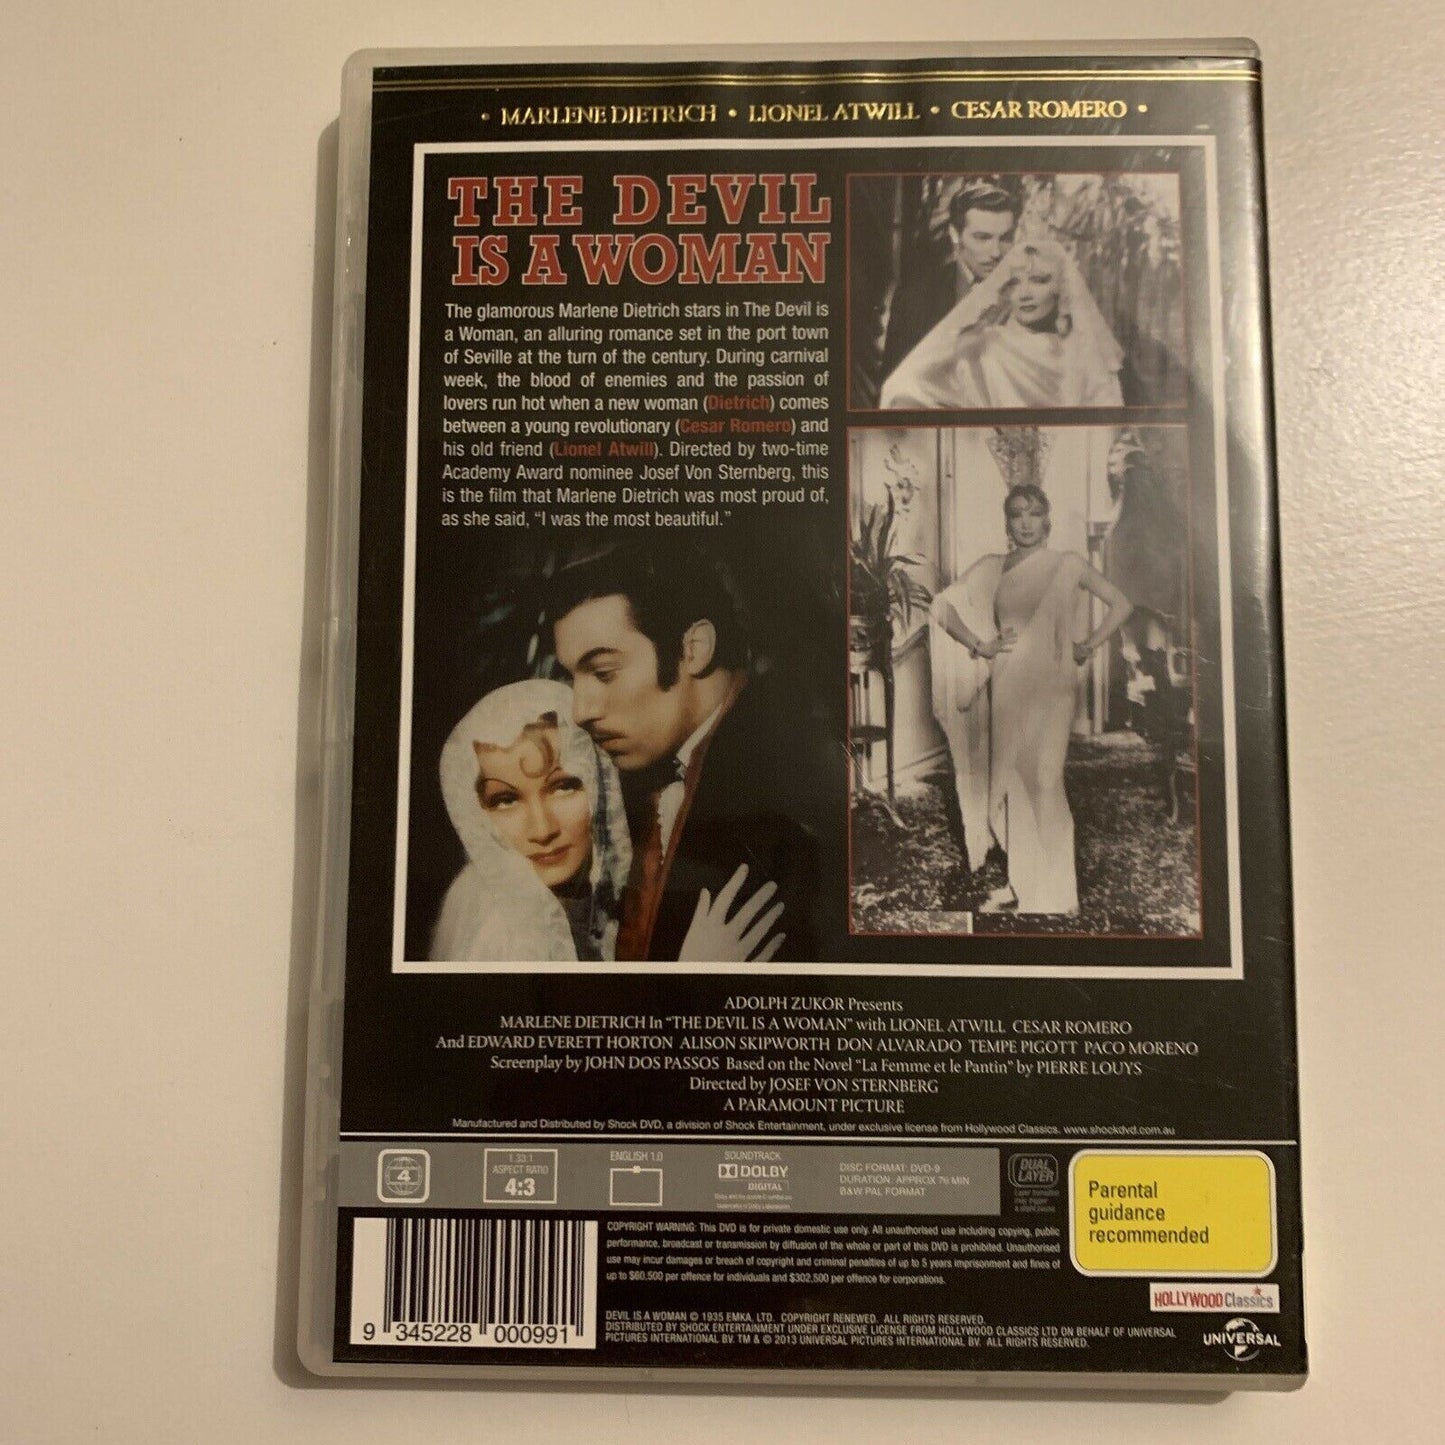 • MARLENE DIETRICH • LIONEL ATWILL • CESAR ROMERO •
THE DEVIL
IS A WOMAN
The glamorous Marlene Dietrich stars in The Devil is
a Woman, an alluring romance set in the port town
of Seville at the turn of the century. During carnival
week, the blood of enemies and the passion of
lovers run hot when a new woman (Dietrich) comes
between a young revolutionary (Cesar Romero) and
his old friend (Lionel Atwill). Directed by two-time
Academy Award nominee Josef Von Sternberg, this
is the film that Marlene Dietrich was most proud of,
as she said, “I was the most beautiful.”
ADOLPH ZUKOR Presents
MARLENE DIETRICH In “THE DEVIL IS A WOMAN” with LIONEL ATWILL CESAR ROMERO
And EDWARD EVERETT HORTON ALISON SKIPWORTH DON ALVARADO TEMPE PIGOTT PACO MORENO
Screenplay by JOHN DOS PASSOS Based on the Novel “La Femme et le Pantin” by PIERRE LOUYS
Directed by JOSEF VON STERNBERG
A PARAMOUNT PICTURE
Manufactured and Distributed by Shock DVD, a division of Shock Entertainment, under exclusive license from Hollywood Classics. www.shockdvd.com.au
4
1.33:1
ASPECT RATIO
4:3
ENGLISH 1.0
SOUNDTRACK
DOLBY
DIGITAL
DISC FORMAT: DVD-9
DURATION: APPROX 76 MIN
B&W PAL FORMAT
DUAL
LAYER
Parental
guidance
recommended
COPYRIGHT WARNING: This DVD is for private domestic use only. All unauthorised use including copying, public
performance, broadcast or transmission by diffusion of the whole or part of this DVD is prohibited. Unauthorised
use may incur damages or breach of copyright and criminal penalties of up to 5 years imprisonment and fines of
up to $60,500 per offence for individuals and $302,500 per offence for corporations.
HOLLYWOOD Classics
DEVIL IS A WOMAN © 1935 EMKA, LTD. COPYRIGHT RENEWED. ALL RIGHTS RESERVED.
DISTRIBUTED BY SHOCK ENTERTAINMENT UNDER EXCLUSIVE LICENSE FROM HOLLYWOOD CLASSICS LTD ON BEHALF OF UNIVERSAL
PICTURES INTERNATIONAL BV. TM & © 2013 UNIVERSAL PICTURES INTERNATIONAL BV. ALL RIGHTS RESERVED.
UNIVERSAL
9 345228 000991